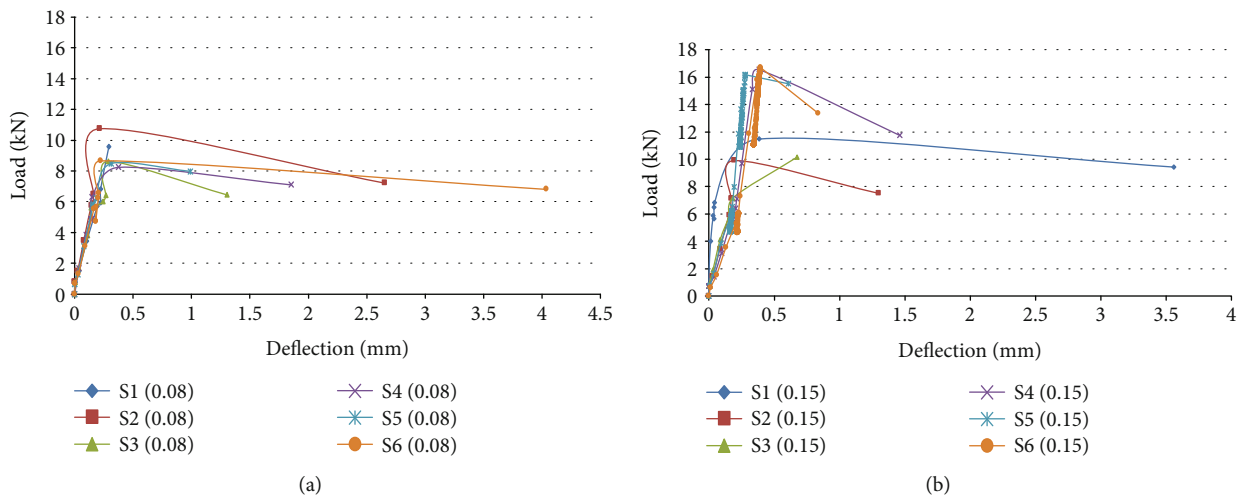 18
16
14
12
10
8
6
4
2
0
Load (kN)
0 0.5 1 1.5 2 2.5 3 3.5 4 4.5
Deflection (mm)
S1 (0.08) S4 (0.08)
S2 (0.08) S5 (0.08)
S3 (0.08) S6 (0.08)
(a)
18
16
14
12
10
8
6
4
2
0
Load (kN)
0 0.5 1 1.5 2 2.5 3 3.5 4
Deflection (mm)
S1 (0.15) S4 (0.15)
S2 (0.15) S5 (0.15)
S3 (0.15) S6 (0.15)
(b)